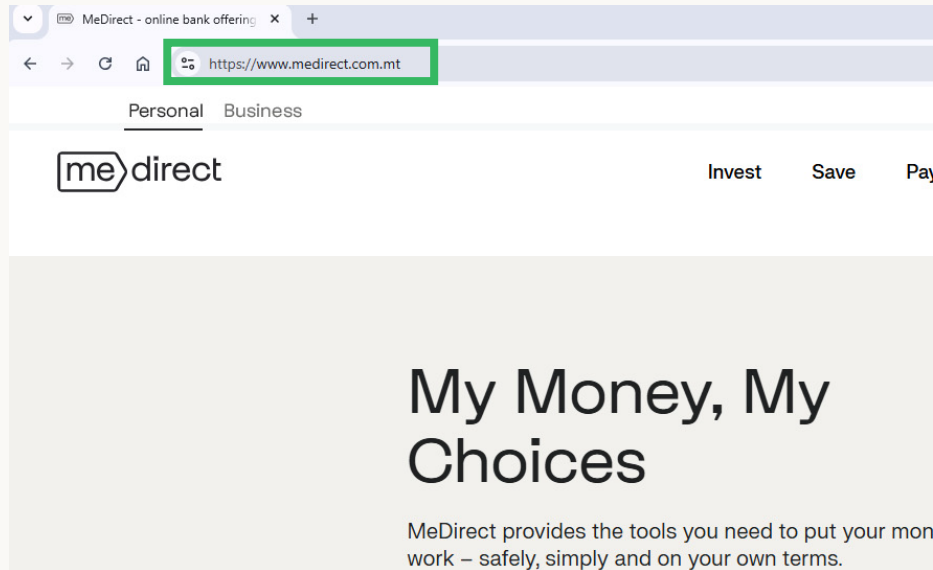 MeDirect - online bank offering
https://www.medirect.com.mt
Personal Business
me direct
Invest Save
My Money, My
Choices
MeDirect provides the tools you need to put your
work – safely, simply and on your own terms.